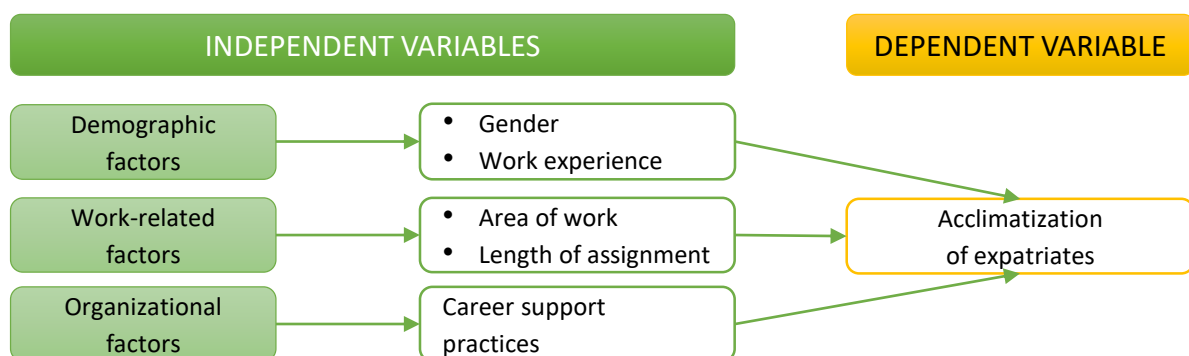 INDEPENDENT VARIABLES
DEPENDENT VARIABLE
Demographic
factors
• Gender
• Work experience
Work-related
factors
• Area of work
• Length of assignment
Acclimatization
of expatriates
Organizational
factors
Career support
practices